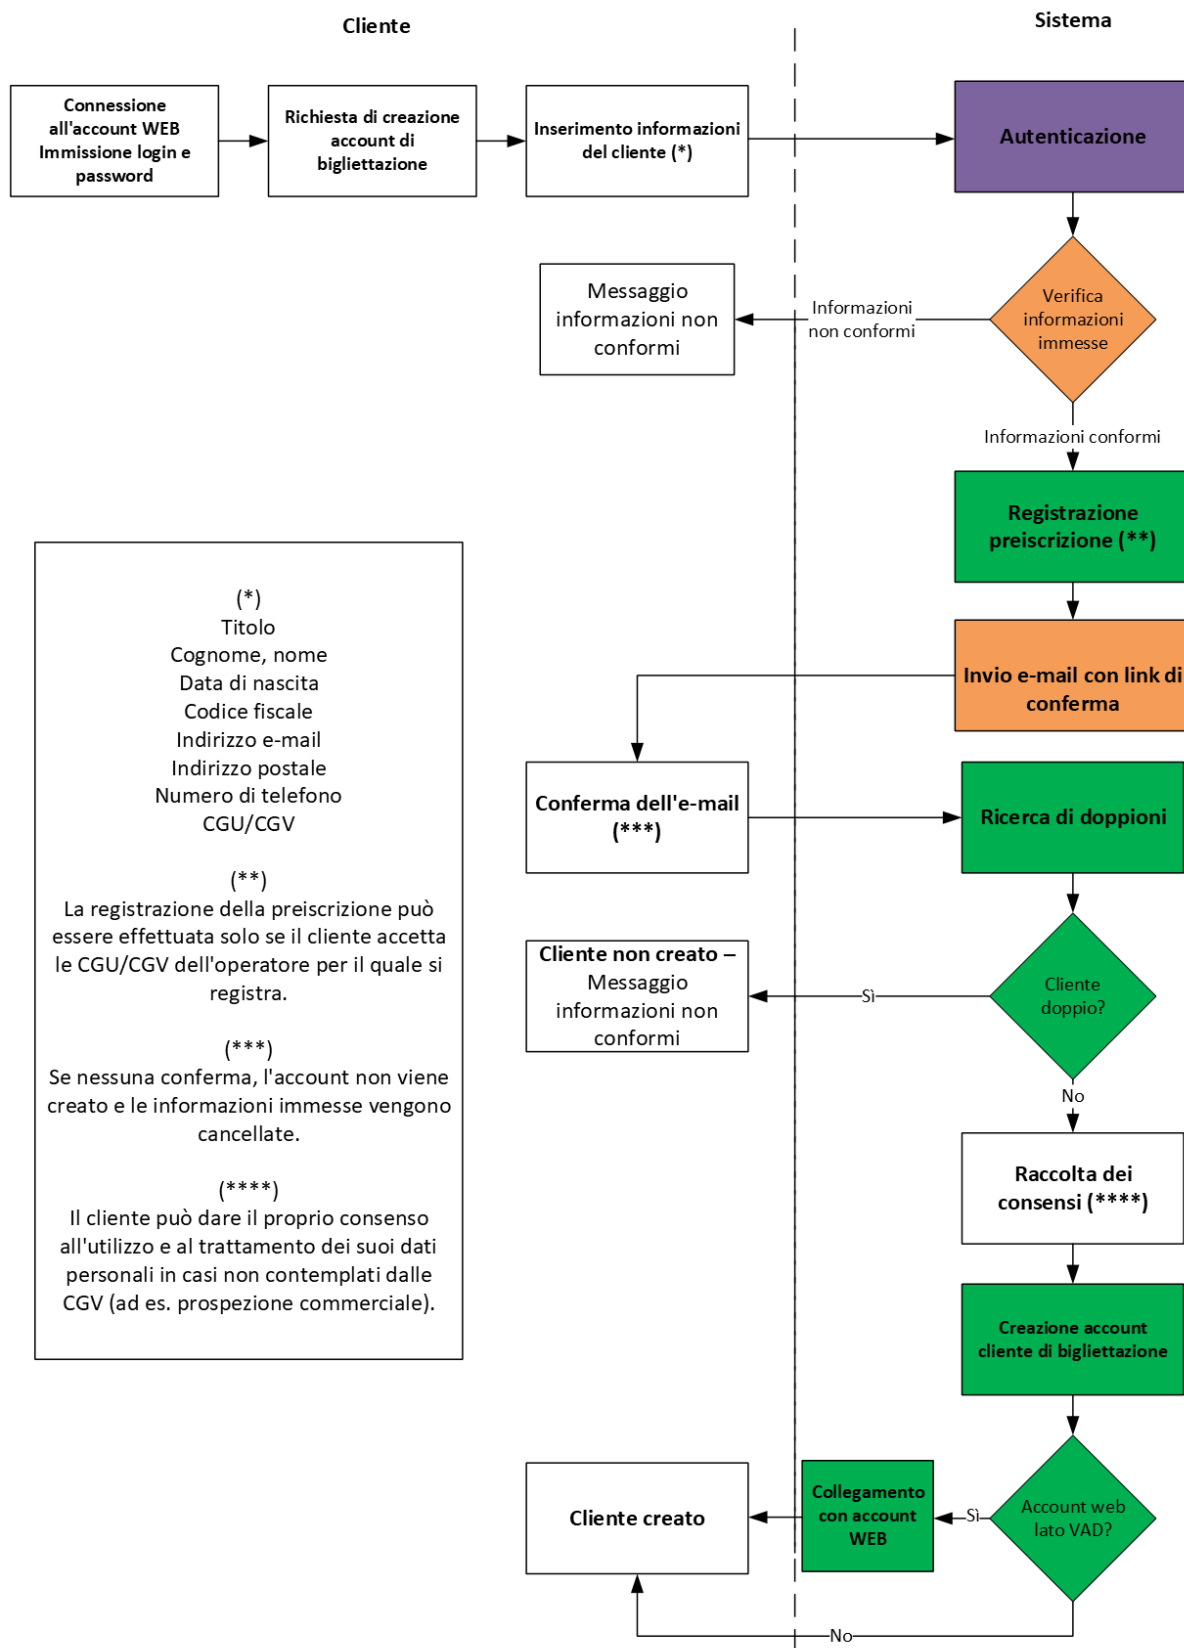 Cliente
Sistema
Connessione
all'account WEB
Immissione login e
password
Richiesta di creazione
account di
bigliettazione
Inserimento informazioni
del cliente (*)
Autenticazione
Messaggio
informazioni non
conformi
Informazioni
non conformi
Verifica
informazioni
immesse
Informazioni conformi
Registrazione
preiscrizione (**)
Invio e-mail con link di
conferma
(*)
Titolo
Cognome, nome
Data di nascita
Codice fiscale
Indirizzo e-mail
Indirizzo postale
Numero di telefono
CGU/CGV
(**)
La registrazione della preiscrizione può
essere effettuata solo se il cliente accetta
le CGU/CGV dell'operatore per il quale si
registra.
(***)
Se nessuna conferma, l'account non viene
creato e le informazioni immesse vengono
cancellate.
(****)
Il cliente può dare il proprio consenso
all'utilizzo e al trattamento dei suoi dati
personali in casi non contemplati dalle
CGV (ad es. prospezione commerciale).
Conferma dell'e-mail
(***)
Ricerca di doppioni
Cliente non creato –
Messaggio
informazioni non
conformi
Sì
Cliente
doppio?
No
Raccolta dei
consensi (****)
Creazione account
cliente di bigliettazione
Cliente creato
Collegamento
con account
WEB
Sì
Account web
lato VAD?
No